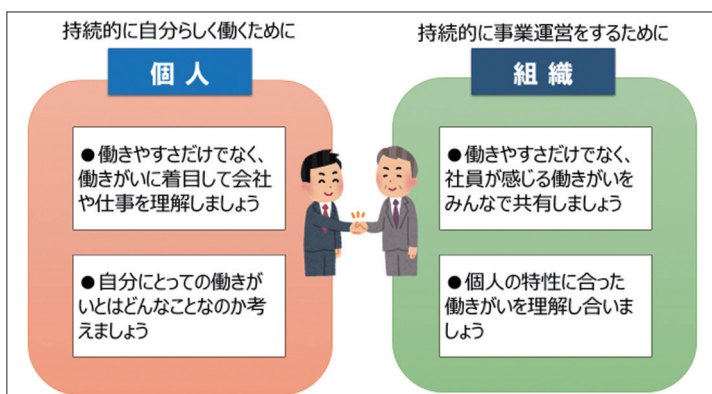 持続的に自分らしく働くために
個人
● 働きやすさだけでなく、
働きがいに着目して会社
や仕事を理解しましょう
● 自分にとっての働きが
いとはどんなことなのか考
えましょう
持続的に事業運営をするために
組織
● 働きやすさだけでなく、
社員が感じる働きがいを
みんなで共有しましょう
● 個人の特性に合った
働きがいを理解し合いま
しょう